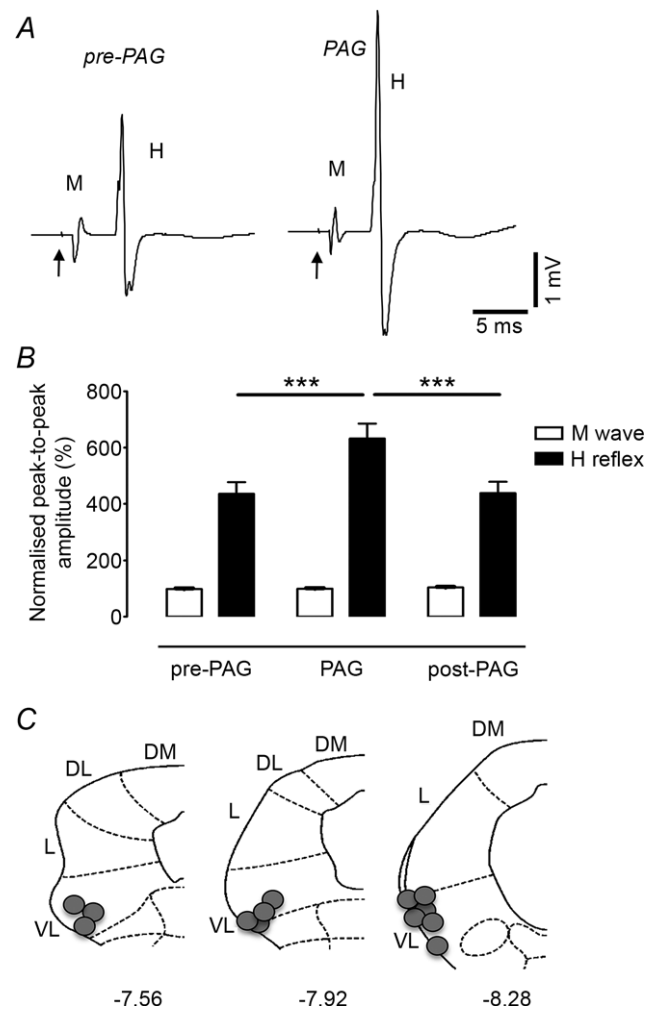 A
pre-PAG
PAG
M
H
M
H
1 mV
5 ms
B
Normalised peak-to-peak
amplitude (%)
800
600
400
200
0
***
***
M wave
H reflex
pre-PAG
PAG
post-PAG
C
DL
DM
L
VL
-7.56
DL
DM
L
VL
-7.92
DM
L
VL
-8.28